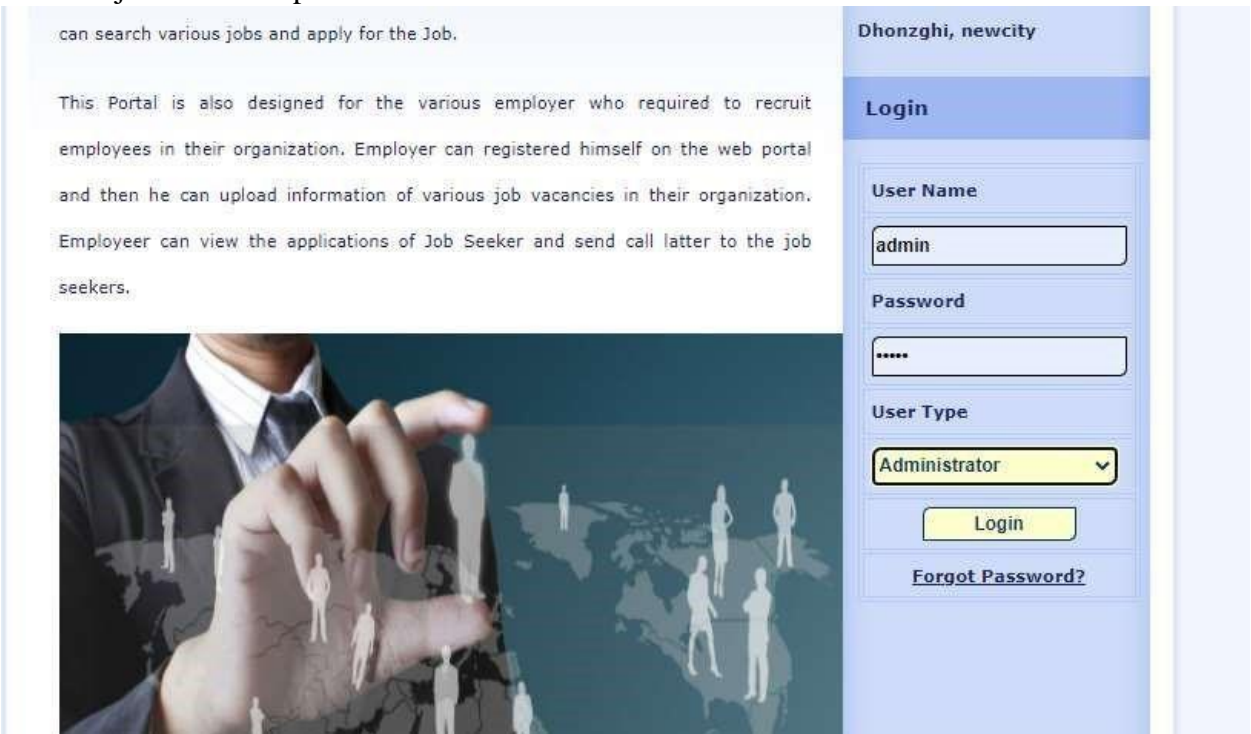 can search various jobs and apply for the Job.
This Portal is also designed for the various employer who required to recruit
employees in their organization. Employer can registered himself on the web portal
and then he can upload information of various job vacancies in their organization.
Employeer can view the applications of Job Seeker and send call latter to the job
seekers.
Dhonzghi, newcity
Login
User Name
admin
Password
•••••
User Type
Administrator
Login
Forgot Password?